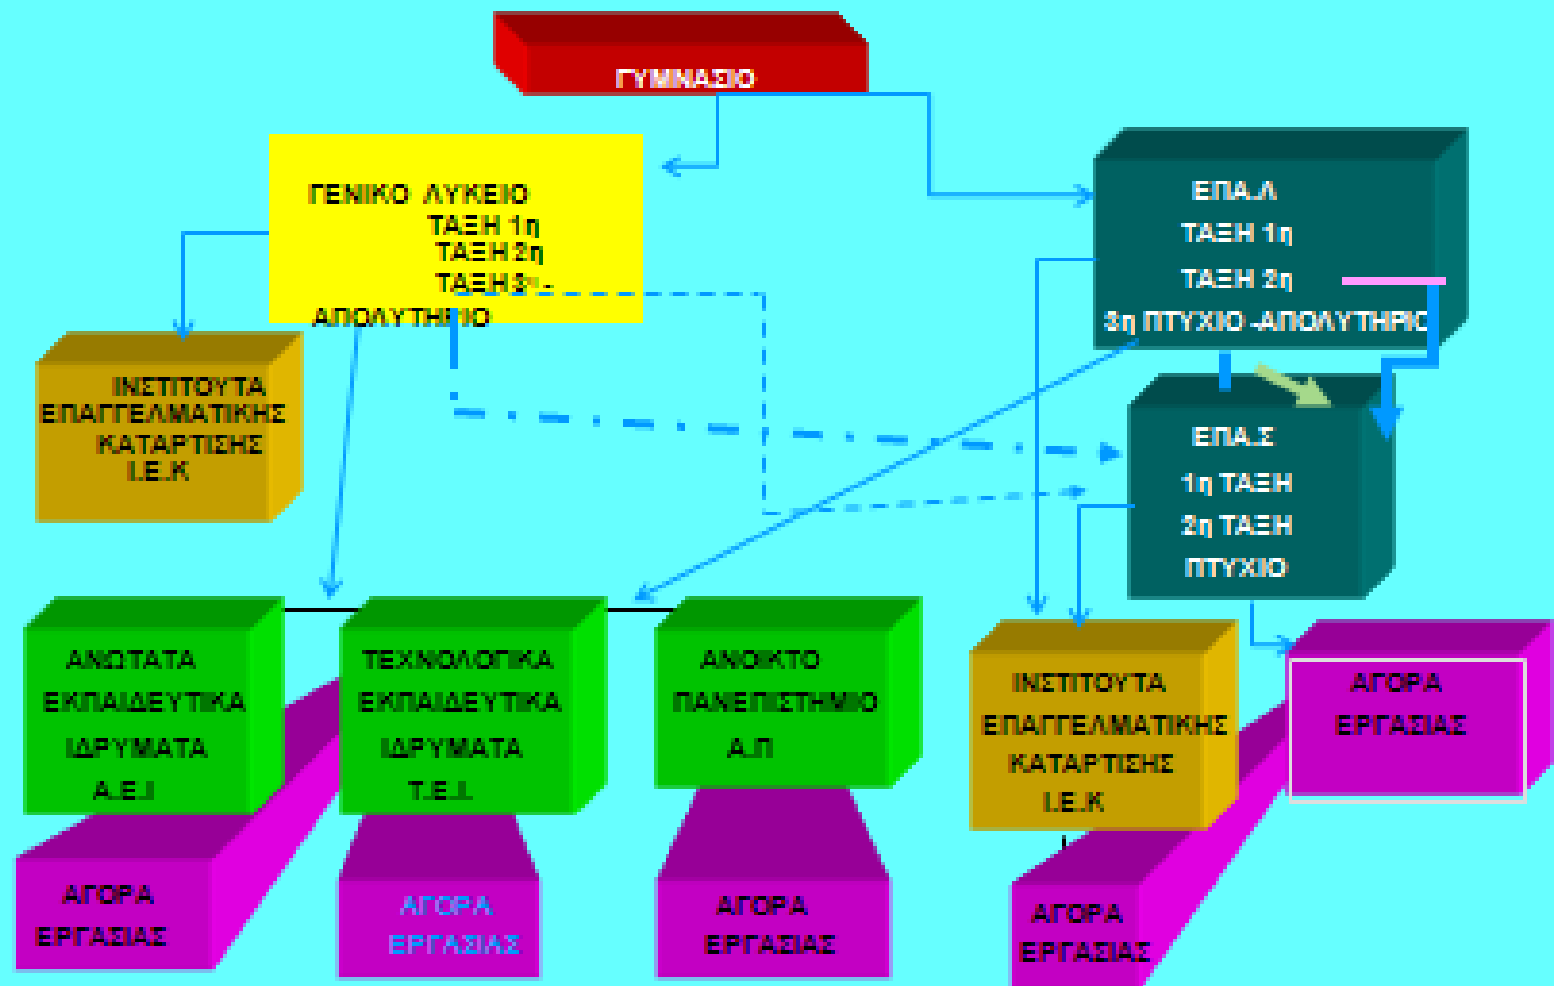 ΓΥΜΝΑΣΙΟ
ΓΕΝΙΚΟ ΛΥΚΕΙΟ
ΤΑΞΗ 1η
ΤΑΞΗ 2η
ΤΑΞΗ 3η -
ΑΠΟΛΥΤΗΡΙΟ
ΕΠΑ.Λ
ΤΑΞΗ 1η
ΤΑΞΗ 2η
3η ΠΤΥΧΙΟ -ΑΠΟΛΥΤΗΡΙΟ
ΙΝΣΤΙΤΟΥΤΑ
ΕΠΑΓΓΕΛΜΑΤΙΚΗΣ
ΚΑΤΑΡΤΙΣΗΣ
Ι.Ε.Κ
ΕΠΑ.Σ
1η ΤΑΞΗ
2η ΤΑΞΗ
ΠΤΥΧΙΟ
ΑΝΩΤΑΤΑ
ΕΚΠΑΙΔΕΥΤΙΚΑ
ΙΔΡΥΜΑΤΑ
Α.Ε.Ι
ΤΕΧΝΟΛΟΓΙΚΑ
ΕΚΠΑΙΔΕΥΤΙΚΑ
ΙΔΡΥΜΑΤΑ
Τ.Ε.Ι.
ΑΝΟΙΚΤΟ
ΠΑΝΕΠΙΣΤΗΜΙΟ
Α.Π
ΙΝΣΤΙΤΟΥΤΑ
ΕΠΑΓΓΕΛΜΑΤΙΚΗΣ
ΚΑΤΑΡΤΙΣΗΣ
Ι.Ε.Κ
ΑΓΟΡΑ
ΕΡΓΑΣΙΑΣ
ΑΓΟΡΑ
ΕΡΓΑΣΙΑΣ
ΑΓΟΡΑ
ΕΡΓΑΣΙΑΣ
ΑΓΟΡΑ
ΕΡΓΑΣΙΑΣ
ΑΓΟΡΑ
ΕΡΓΑΣΙΑΣ